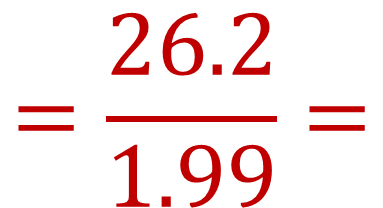 = 26.2 / 1.99 =